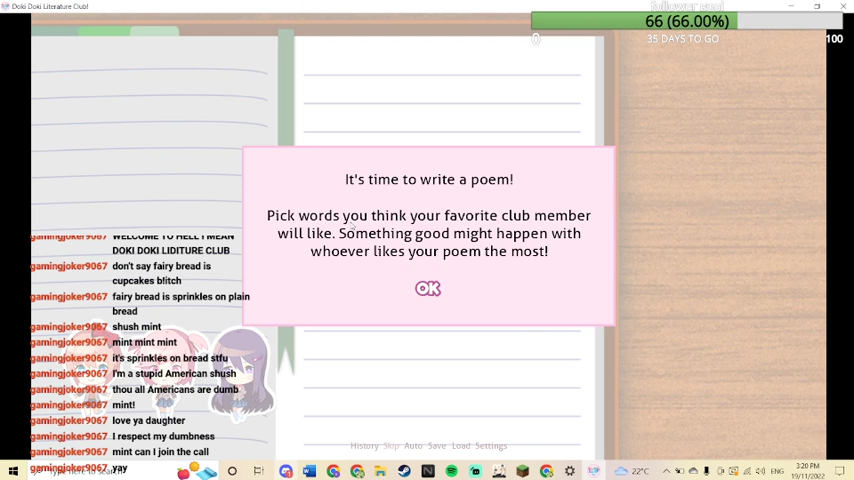 Doki Doki Literature Club!
follower goal
66 (66.00%)
0
35 DAYS TO GO
100
It's time to write a poem!
Pick words you think your favorite club member
will like. Something good might happen with
whoever likes your poem the most!
OK
gamingjoker9067 WELCOME TO HELL I MEAN
DOKI DOKI LIDITURE CLUB
gamingjoker9067 don't say fairy bread is
cupcakes b!itch
gamingjoker9067 fairy bread is sprinkles on plain
bread
gamingjoker9067 shush mint
gamingjoker9067 mint mint mint
gamingjoker9067 it's sprinkles on bread stfu
gamingjoker9067 I'm a stupid American shush
gamingjoker9067 thou all Americans are dumb
gamingjoker9067 mint!
gamingjoker9067 love ya daughter
gamingjoker9067 I respect my dumbness
gamingjoker9067 mint can I join the call
gamingjoker9067 yay
History Skip Auto Save Load Settings
22°C
ENG
3:20 PM
19/11/2022